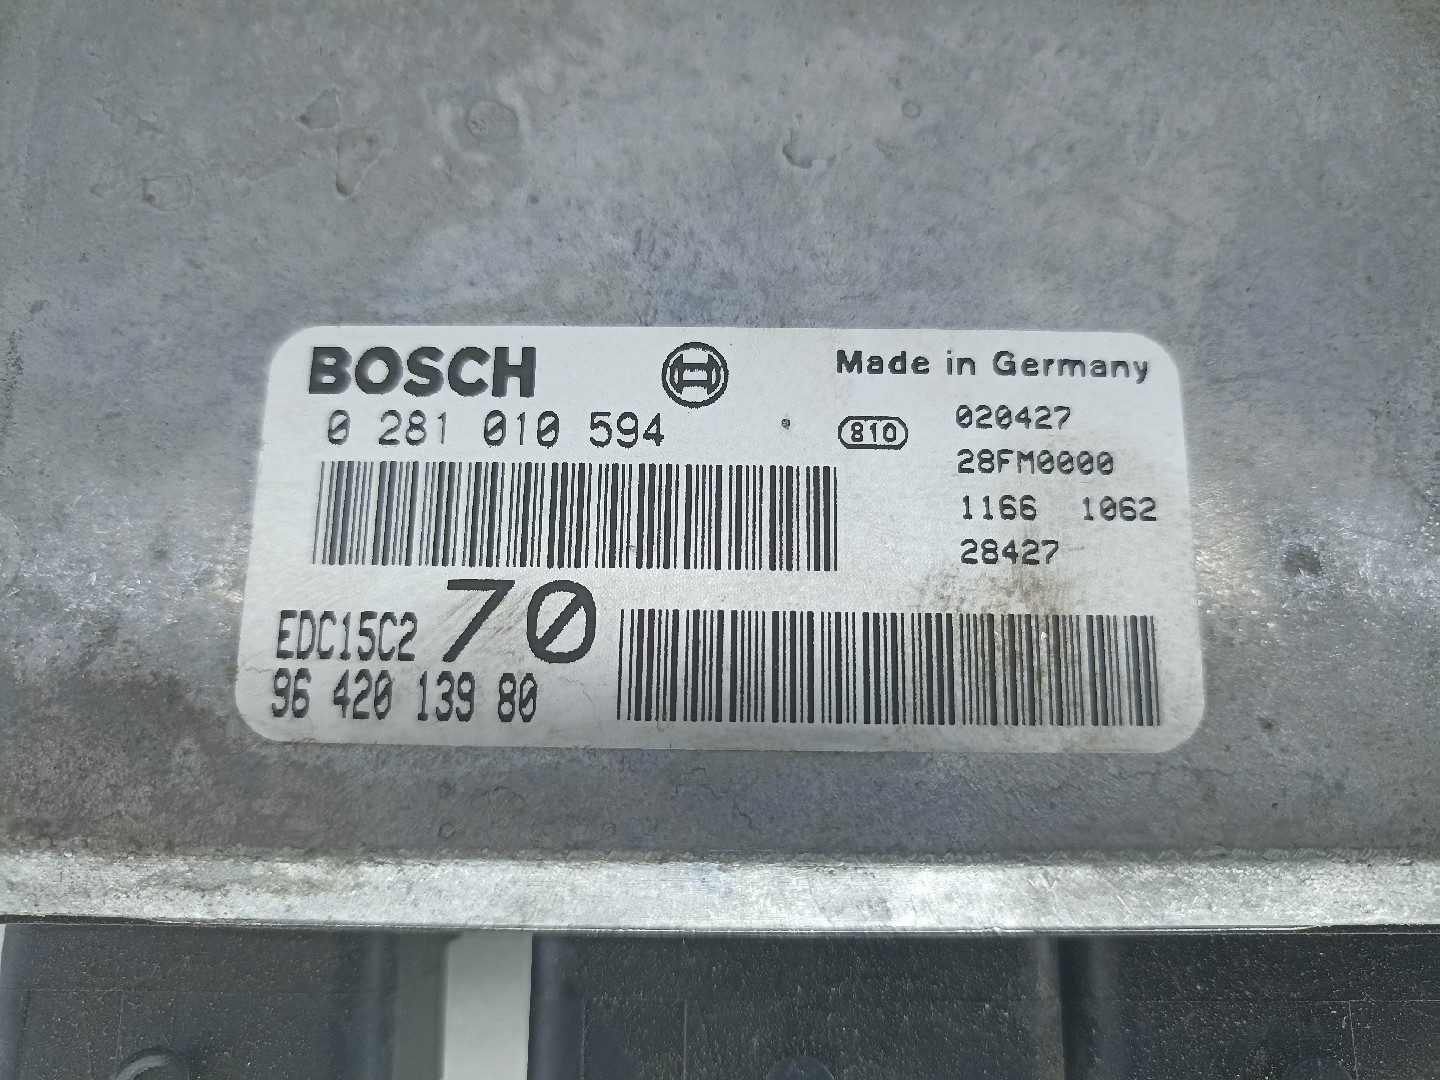 BOSCH
Made in Germany
0 281 010 594
810
020427
28FM0000
1166 1062
28427
EDC15C2 70
96 420 139 80